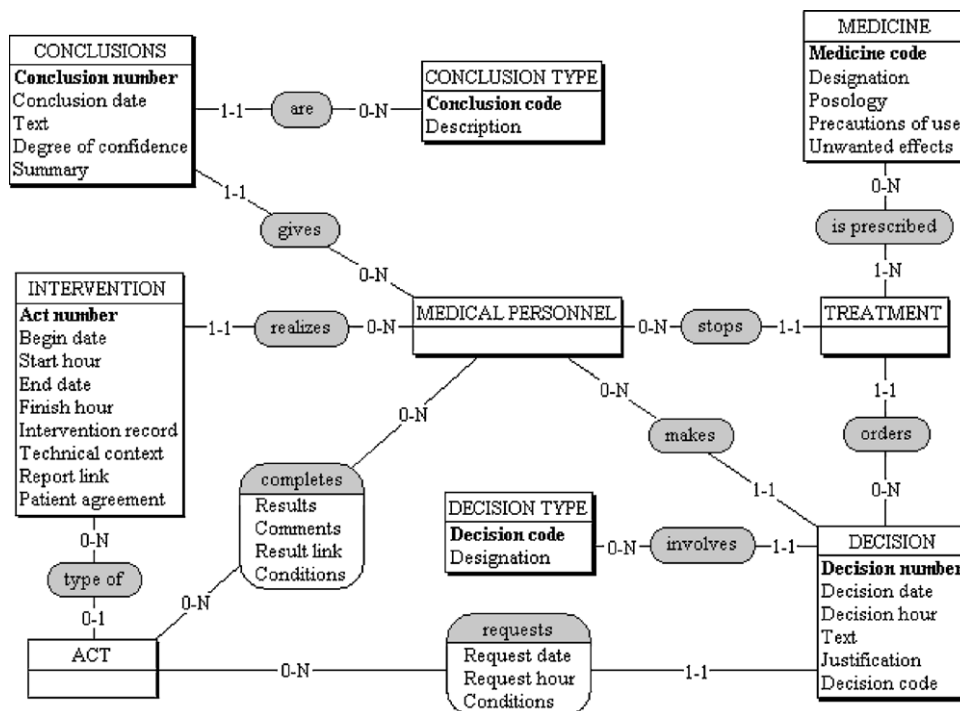 CONCLUSIONS
Conclusion number
Conclusion date
Text
Degree of confidence
Summary
1-1
are
0-N
CONCLUSION TYPE
Conclusion code
Description
MEDICINE
Medicine code
Designation
Posology
Precautions of use
Unwanted effects
0-N
is prescribed
1-N
1-1
gives
0-N
INTERVENTION
Act number
Begin date
Start hour
End date
Finish hour
Intervention record
Technical context
Report link
Patient agreement
1-1
realizes
0-N
MEDICAL PERSONNEL
0-N
stops
1-1
TREATMENT
1-1
orders
0-N
0-N
makes
1-1
0-N
completes
Results
Comments
Result link
Conditions
0-N
DECISION TYPE
Decision code
Designation
0-N
involves
1-1
DECISION
Decision number
Decision date
Decision hour
Text
Justification
Decision code
0-N
type of
0-1
ACT
0-N
requests
Request date
Request hour
Conditions
1-1